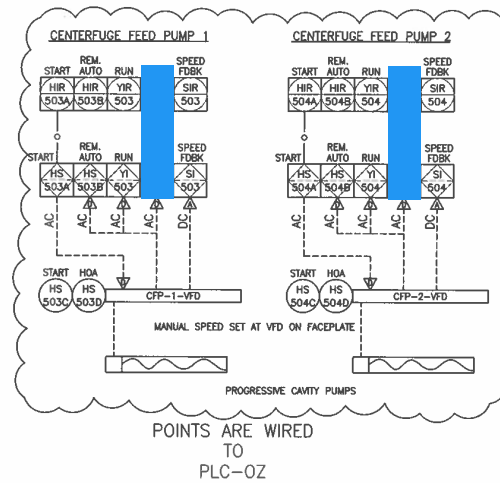 CENTERFUGE FEED PUMP 1
CENTERFUGE FEED PUMP 2
START REM. AUTO RUN SPEED FDBK
START REM. AUTO RUN SPEED FDBK
HIR HIR YIR SIR
503A 503B 503 503
HIR HIR YIR SIR
504A 504B 504 504
START REM. AUTO RUN SPEED FDBK
START REM. AUTO RUN SPEED FDBK
HS HS YI SI
503A 503B 503 503
HS HS YI SI
504A 504B 504 504
AC AC AC AC DC
AC AC AC AC DC
START HOA
START HOA
HS HS
503C 503D
CFP-1-VFD
HS HS
504C 504D
CFP-2-VFD
MANUAL SPEED SET AT VFD ON FACEPLATE
PROGRESSIVE CAVITY PUMPS
POINTS ARE WIRED
TO
PLC-OZ